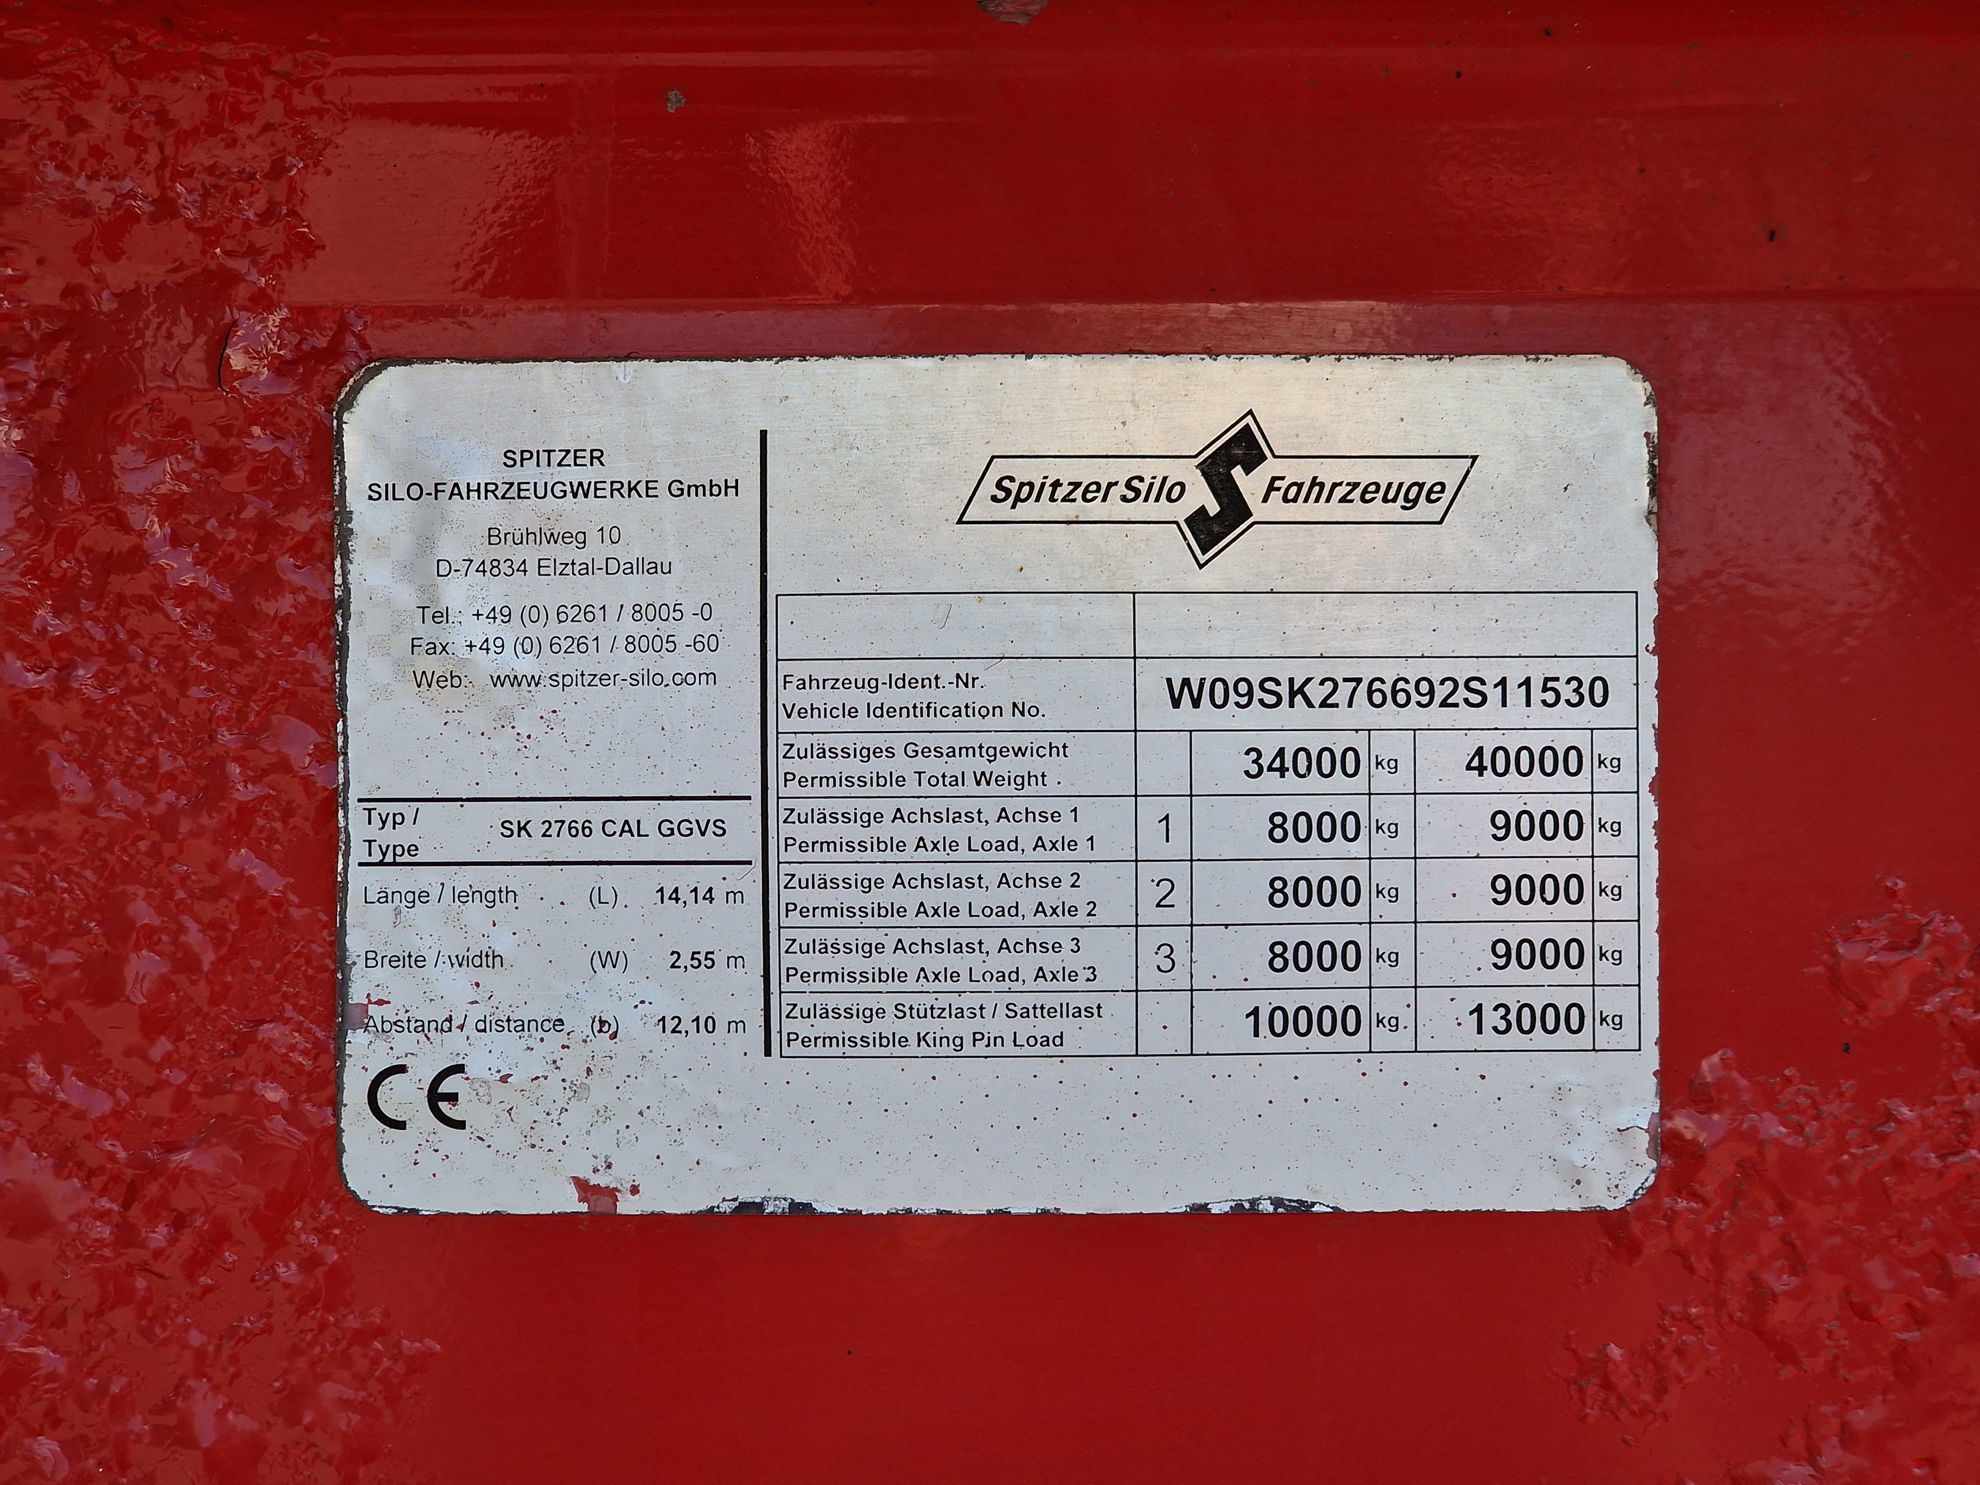 SPITZER
SILO-FAHRZEUGWERKE GmbH
Brühlweg 10
D-74834 Elztal-Dallau
Tel.: +49 (0) 6261 / 8005 -0
Fax: +49 (0) 6261 / 8005 -60
Web: www.spitzer-silo.com
Typ /
Type
SK 2766 CAL GGVS
Länge / length (L) 14,14 m
Breite / width (W) 2,55 m
Abstand / distance (b) 12,10 m
CE
Spitzer Silo S Fahrzeuge
Fahrzeug-Ident.-Nr.
Vehicle Identification No.
W09SK276692S11530
Zulässiges Gesamtgewicht
Permissible Total Weight
34000 kg 40000 kg
Zulässige Achslast, Achse 1
Permissible Axle Load, Axle 1
1 8000 kg 9000 kg
Zulässige Achslast, Achse 2
Permissible Axle Load, Axle 2
2 8000 kg 9000 kg
Zulässige Achslast, Achse 3
Permissible Axle Load, Axle 3
3 8000 kg 9000 kg
Zulässige Stützlast / Sattellast
Permissible King Pin Load
10000 kg 13000 kg